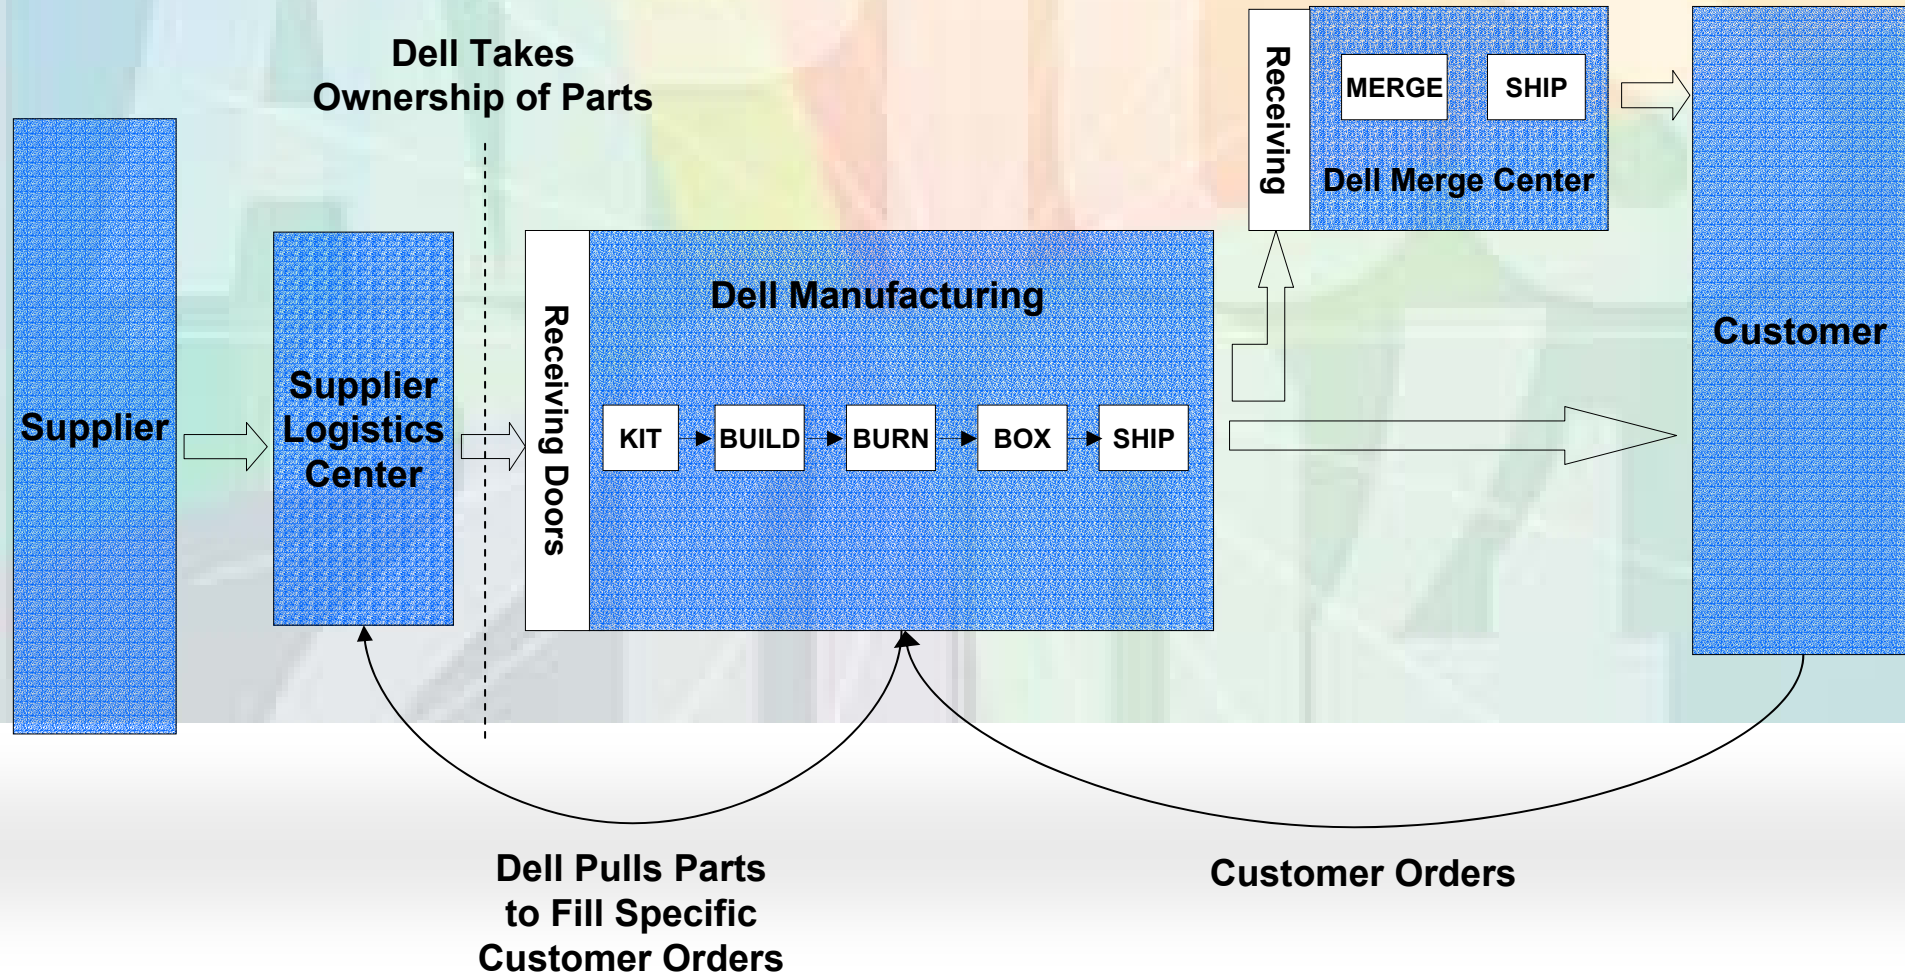 Dell Takes
Ownership of Parts
Supplier
Supplier
Logistics
Center
Receiving Doors
Dell Manufacturing
KIT
BUILD
BURN
BOX
SHIP
Receiving
MERGE
SHIP
Dell Merge Center
Customer
Dell Pulls Parts
to Fill Specific
Customer Orders
Customer Orders